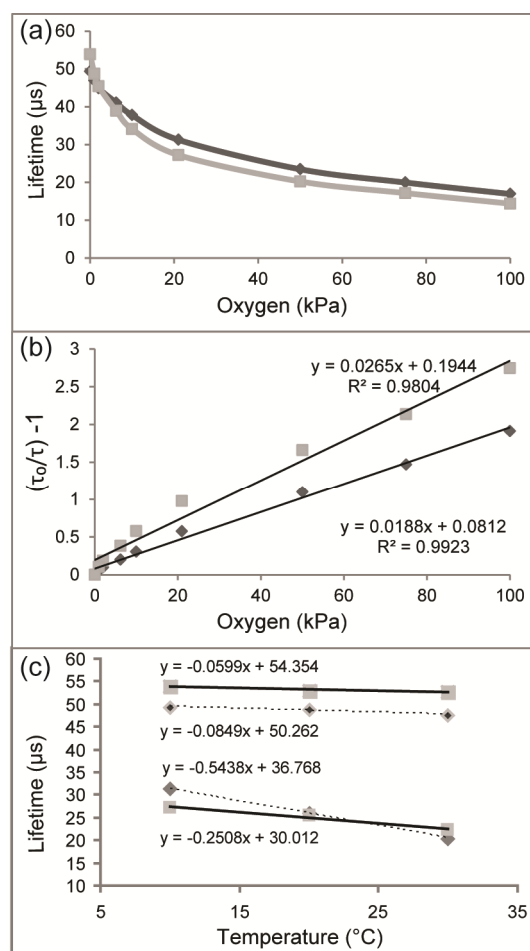 (a)
60
50
40
30
20
10
0
Lifetime (µs)
0 20 40 60 80 100
Oxygen (kPa)
(b)
3
2.5
2
1.5
1
0.5
0
(τ₀/τ) -1
y = 0.0265x + 0.1944
R² = 0.9804
y = 0.0188x + 0.0812
R² = 0.9923
0 20 40 60 80 100
Oxygen (kPa)
(c)
60
55
50
45
40
35
30
25
20
15
10
Lifetime (µs)
y = -0.0599x + 54.354
y = -0.0849x + 50.262
y = -0.5438x + 36.768
y = -0.2508x + 30.012
5 15 25 35
Temperature (°C)